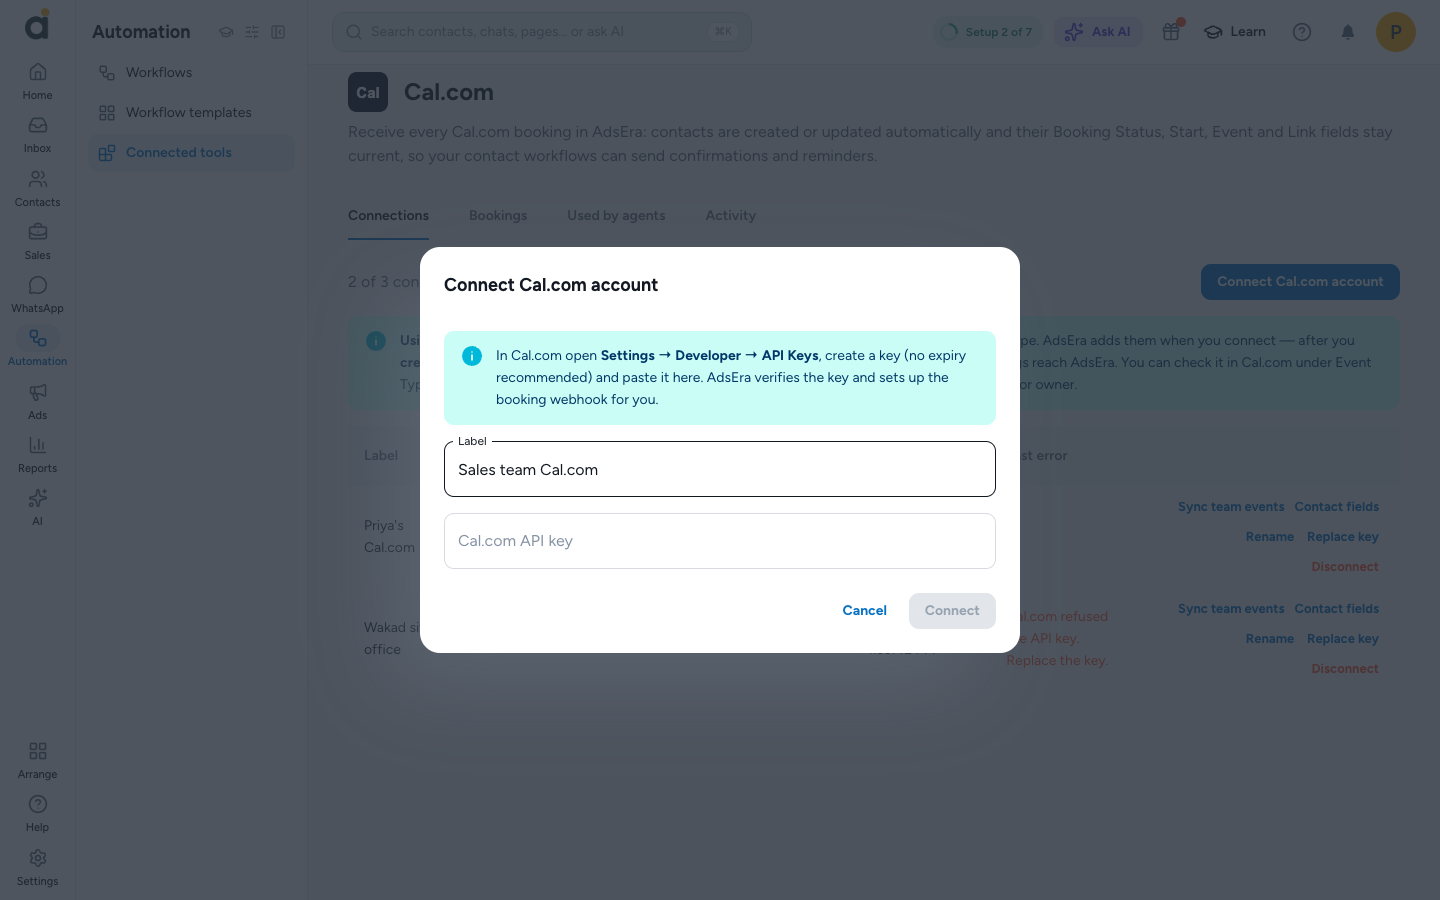 Automation
Search contacts, chats, pages... or ask AI
⌘K
Setup 2 of 7
Ask AI
Learn
P
Home
Inbox
Contacts
Sales
WhatsApp
Automation
Ads
Reports
AI
Arrange
Help
Settings
Workflows
Workflow templates
Connected tools
Cal
Cal.com
Receive every Cal.com booking in AdsEra: contacts are created or updated automatically and their Booking Status, Start, Event and Link fields stay
current, so your contact workflows can send confirmations and reminders.
Connections
Bookings
Used by agents
Activity
2 of 3 con
Connect Cal.com account
pe. AdsEra adds them when you connect — after you
gs reach AdsEra. You can check it in Cal.com under Event
or owner.
Connect Cal.com account
In Cal.com open Settings → Developer → API Keys, create a key (no expiry
recommended) and paste it here. AdsEra verifies the key and sets up the
booking webhook for you.
Label
Sales team Cal.com
Cal.com API key
Cancel
Connect
Label
st error
Priya's
Cal.com
Sync team events
Contact fields
Rename
Replace key
Disconnect
Wakad si
office
al.com refused
e API key.
Replace the key.
Sync team events
Contact fields
Rename
Replace key
Disconnect